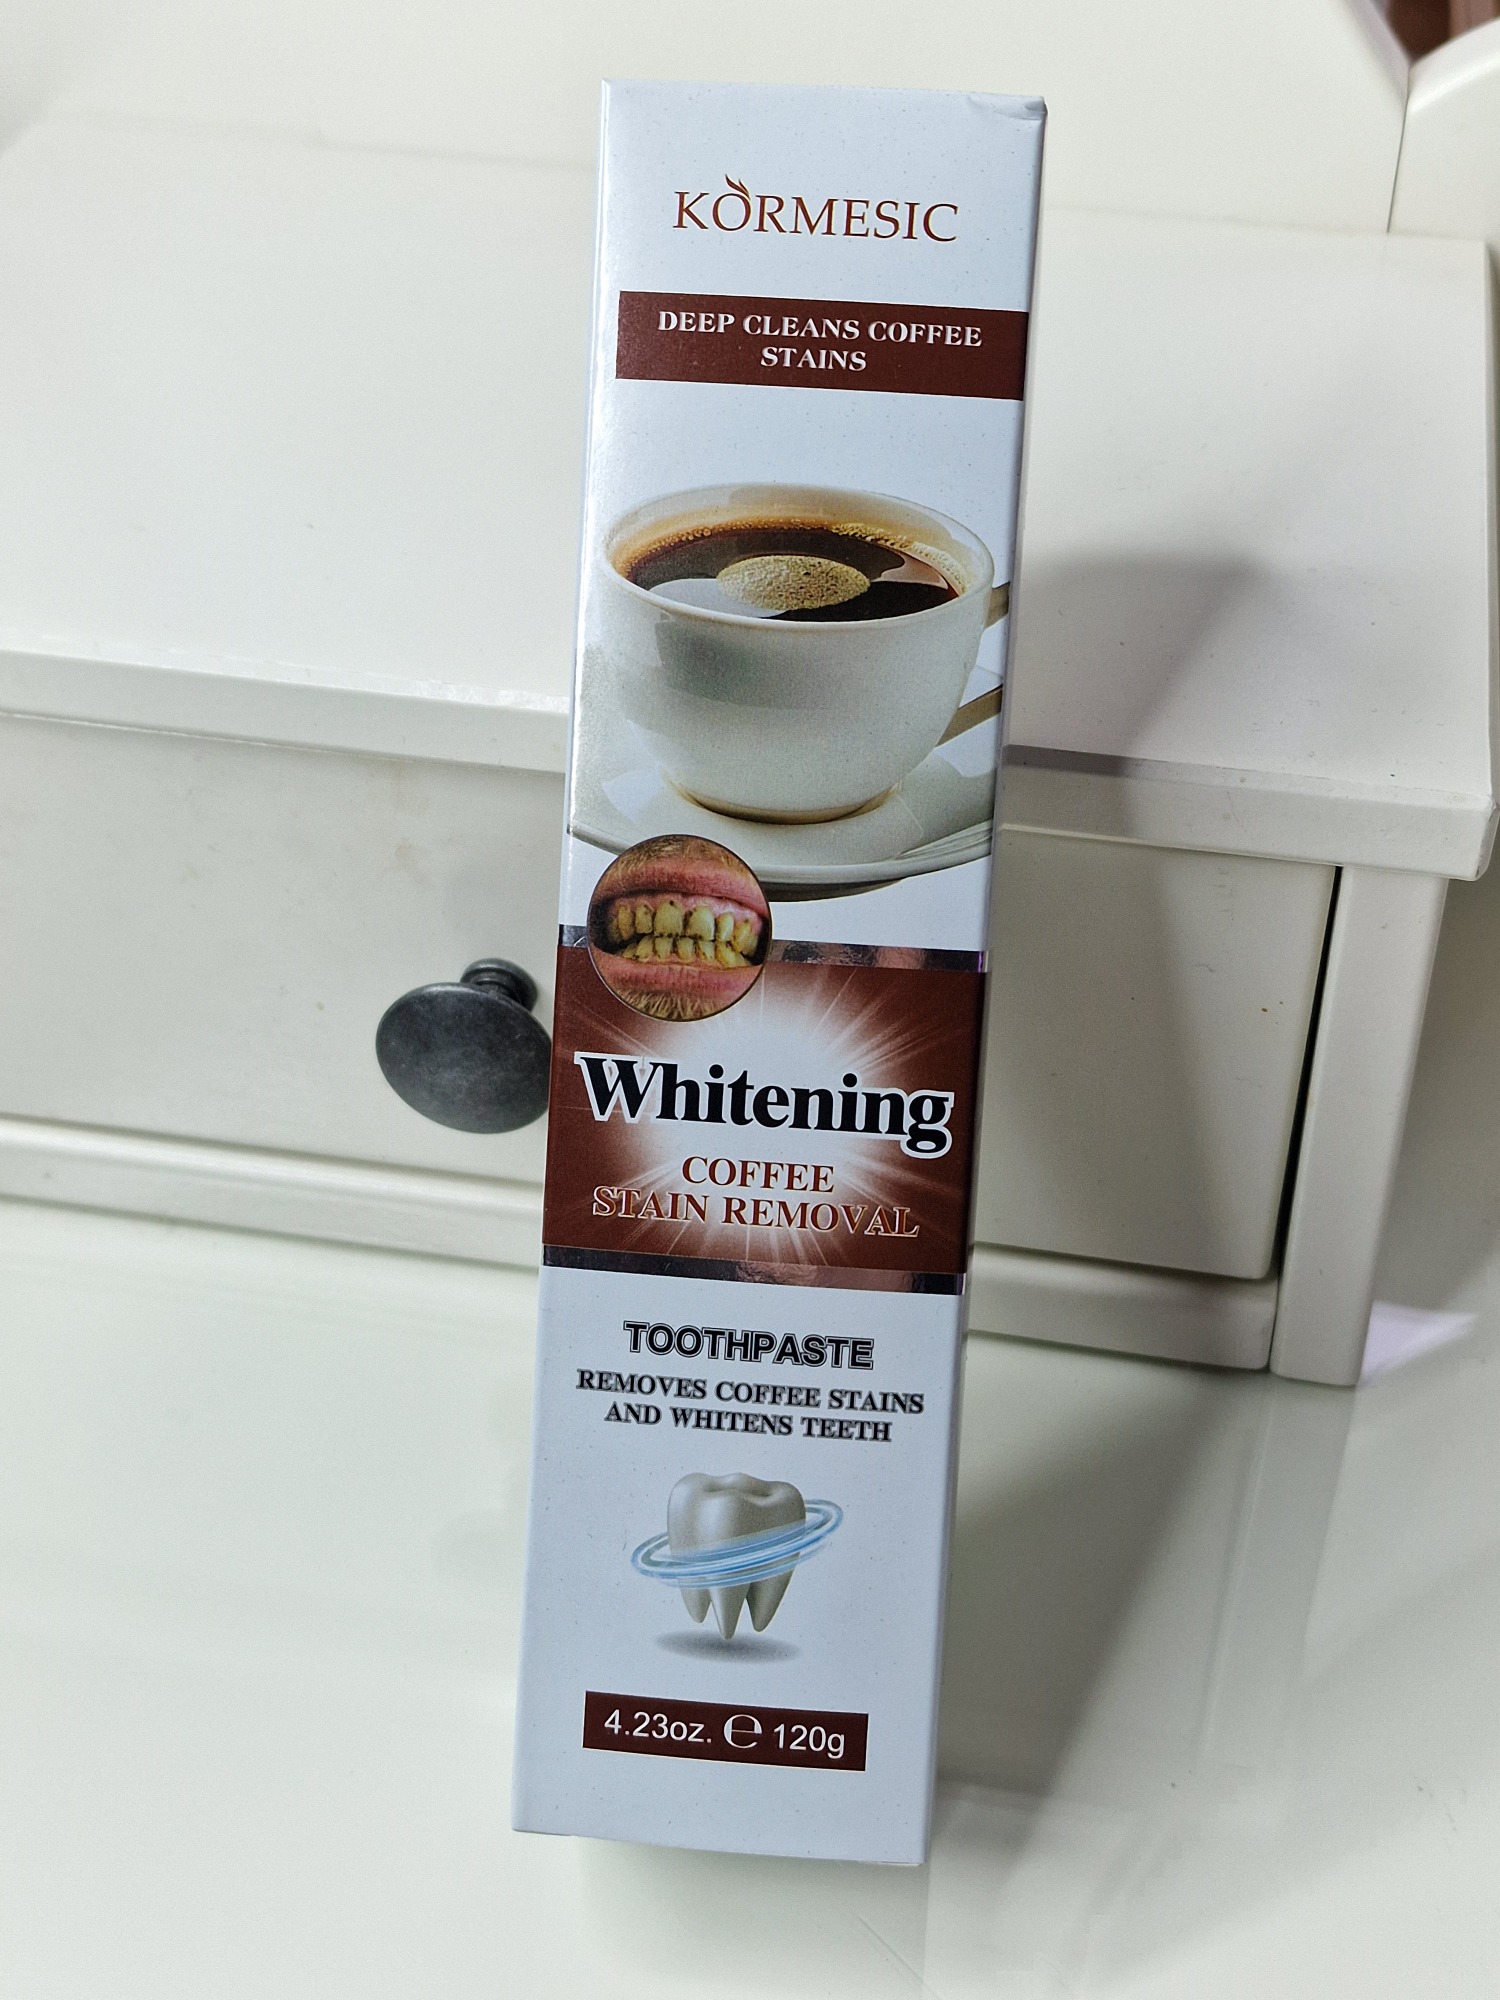 KORMESIC
DEEP CLEANS COFFEE
STAINS
Whitening
COFFEE
STAIN REMOVAL
TOOTHPASTE
REMOVES COFFEE STAINS
AND WHITENS TEETH
4.23oz. ℮ 120g